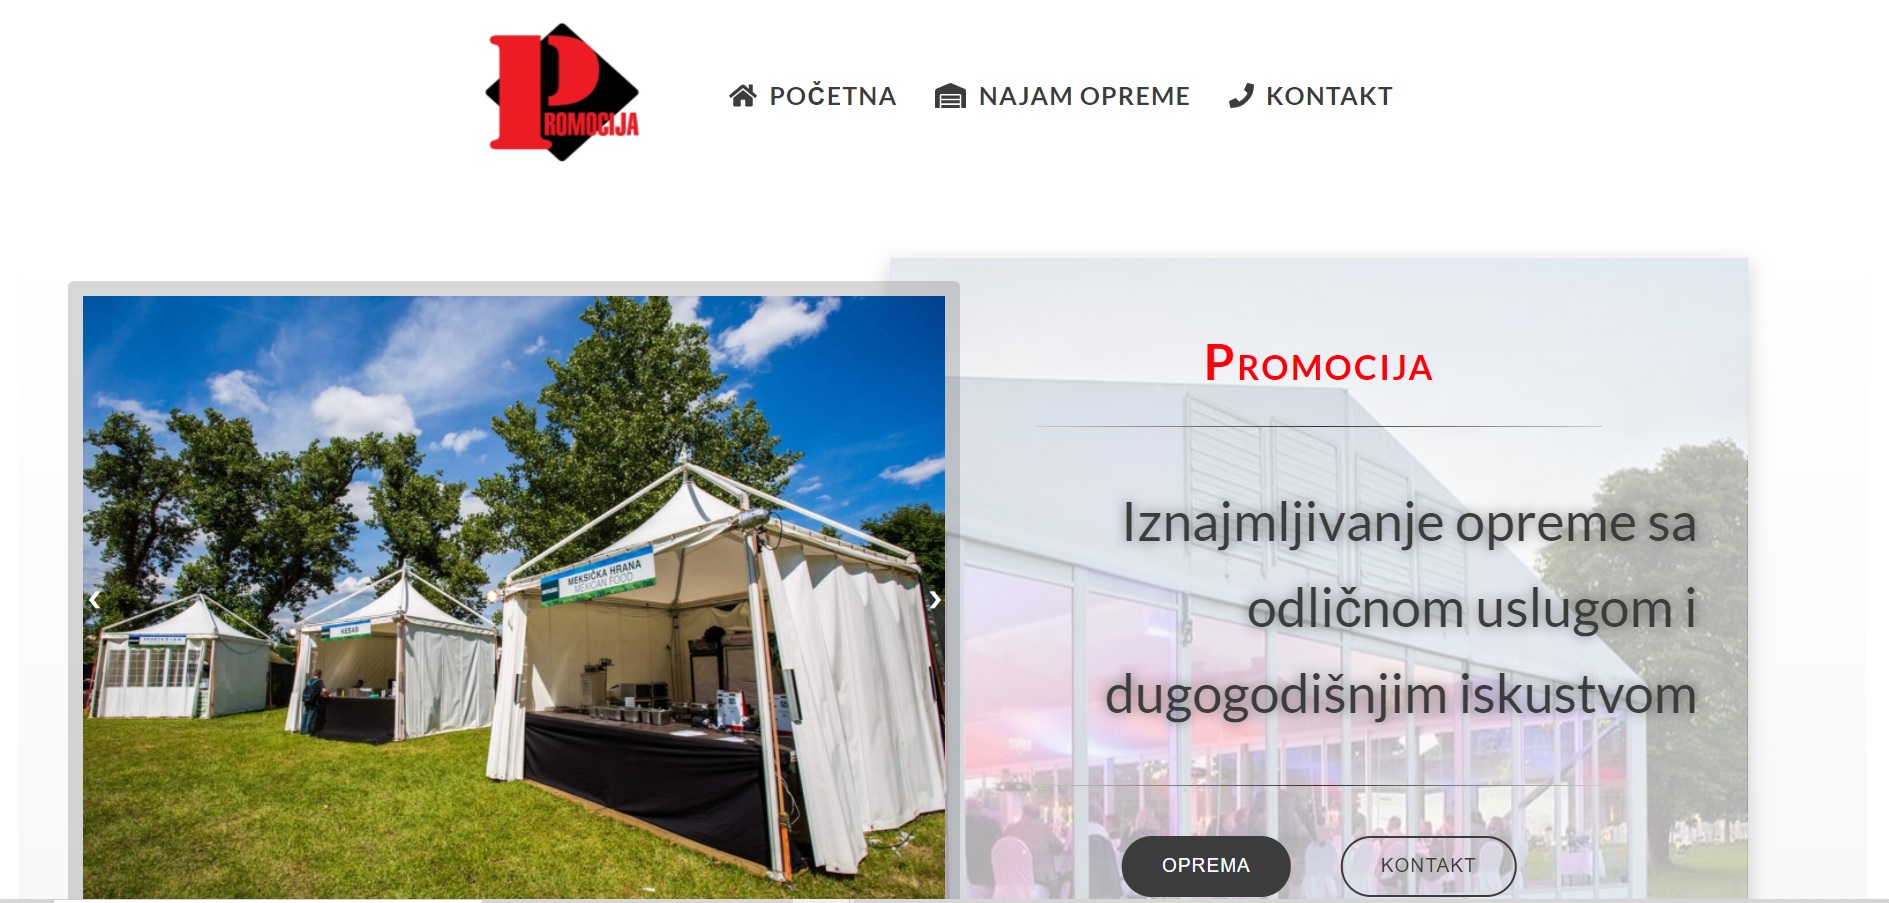 PROMOCIJA
POČETNA
NAJAM OPREME
KONTAKT
MEKSIČKA HRANA
MEXICAN FOOD
KEBAB
PROMOCIJA
Iznajmljivanje opreme sa
odličnom uslugom i
dugogodišnjim iskustvom
OPREMA
KONTAKT